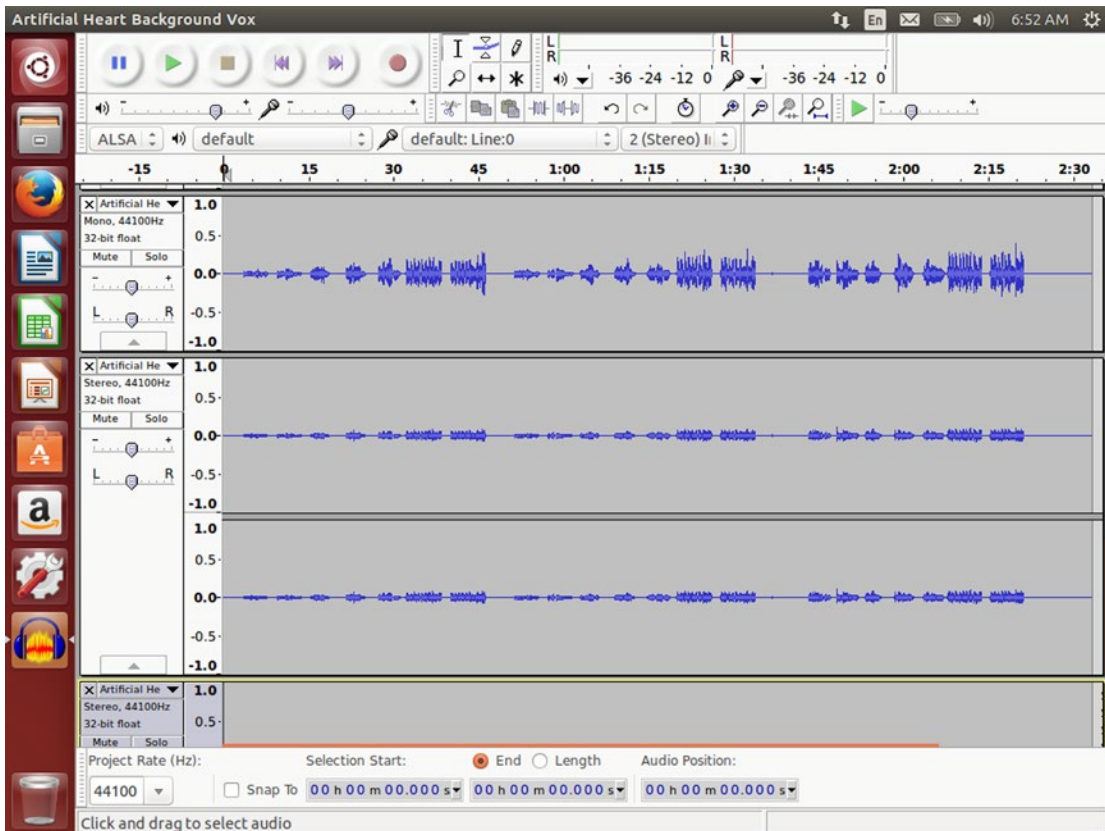 Artificial Heart Background Vox En 6:52 AM
L R L R
-36 -24 -12 0 -36 -24 -12 0
ALSA default default: Line:0 2 (Stereo) I
-15 0 15 30 45 1:00 1:15 1:30 1:45 2:00 2:15 2:30
X Artificial He 1.0
Mono, 44100Hz
32-bit float 0.5
Mute Solo
- + 0.0
L R -0.5
-1.0
X Artificial He 1.0
Stereo, 44100Hz
32-bit float 0.5
Mute Solo
- + 0.0
L R -0.5
-1.0
1.0
0.5
0.0
-0.5
-1.0
X Artificial He 1.0
Stereo, 44100Hz
32-bit float 0.5
Mute Solo
Project Rate (Hz): Selection Start: End Length Audio Position:
44100 Snap To 00 h 00 m 00.000 s 00 h 00 m 00.000 s 00 h 00 m 00.000 s
Click and drag to select audio